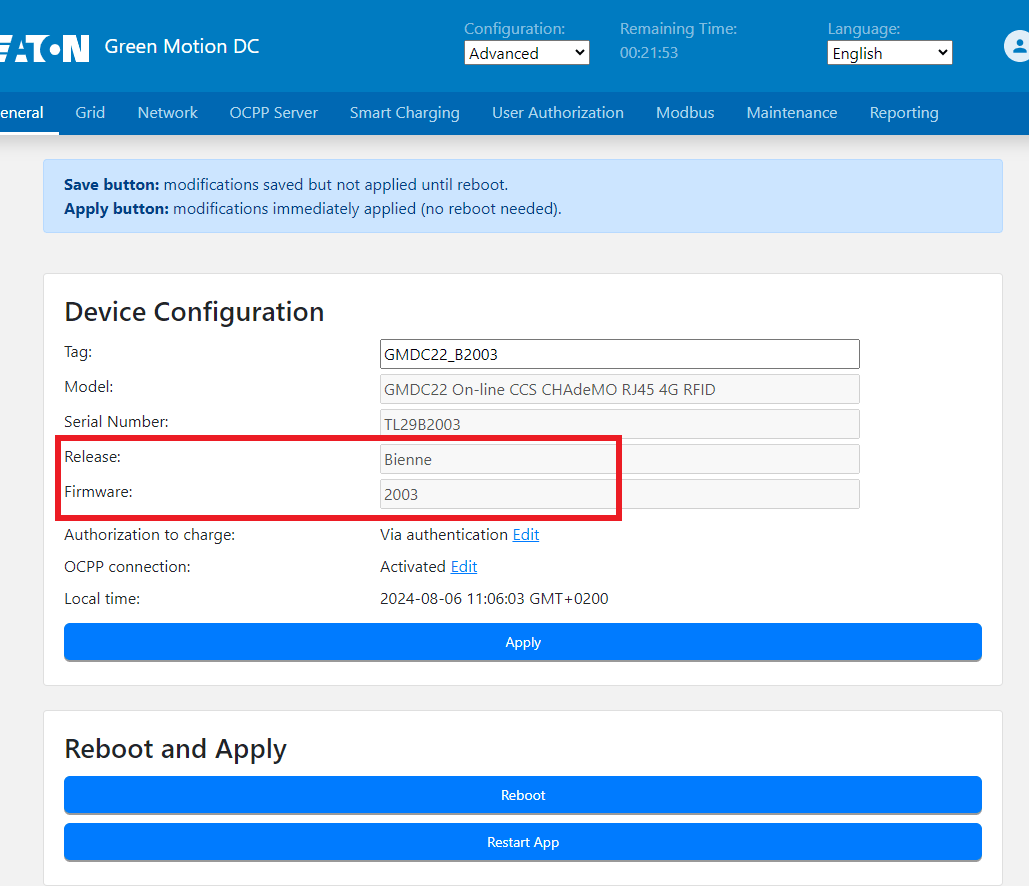 EATON Green Motion DC
Configuration:
Advanced
Remaining Time:
00:21:53
Language:
English
eneral Grid Network OCPP Server Smart Charging User Authorization Modbus Maintenance Reporting
Save button: modifications saved but not applied until reboot.
Apply button: modifications immediately applied (no reboot needed).
Device Configuration
Tag: GMDC22_B2003
Model: GMDC22 On-line CCS CHAdeMO RJ45 4G RFID
Serial Number: TL29B2003
Release: Bienne
Firmware: 2003
Authorization to charge: Via authentication Edit
OCPP connection: Activated Edit
Local time: 2024-08-06 11:06:03 GMT+0200
Apply
Reboot and Apply
Reboot
Restart App